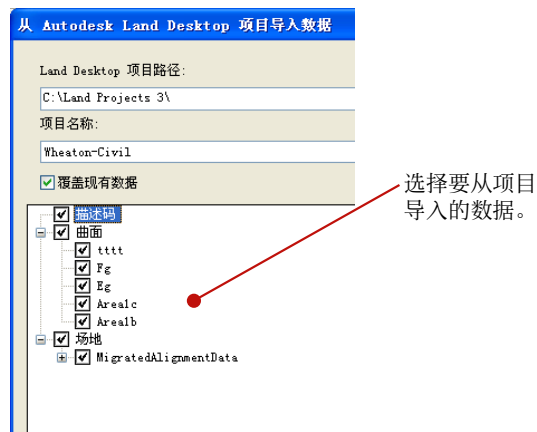 从 Autodesk Land Desktop 项目导入数据
Land Desktop 项目路径:
C:\Land Projects 3\
项目名称:
Wheaton-Civil
覆盖现有数据
描述码
曲面
tttt
Fg
Eg
Area1c
Area1b
场地
MigratedAlignmentData
选择要从项目
导入的数据。